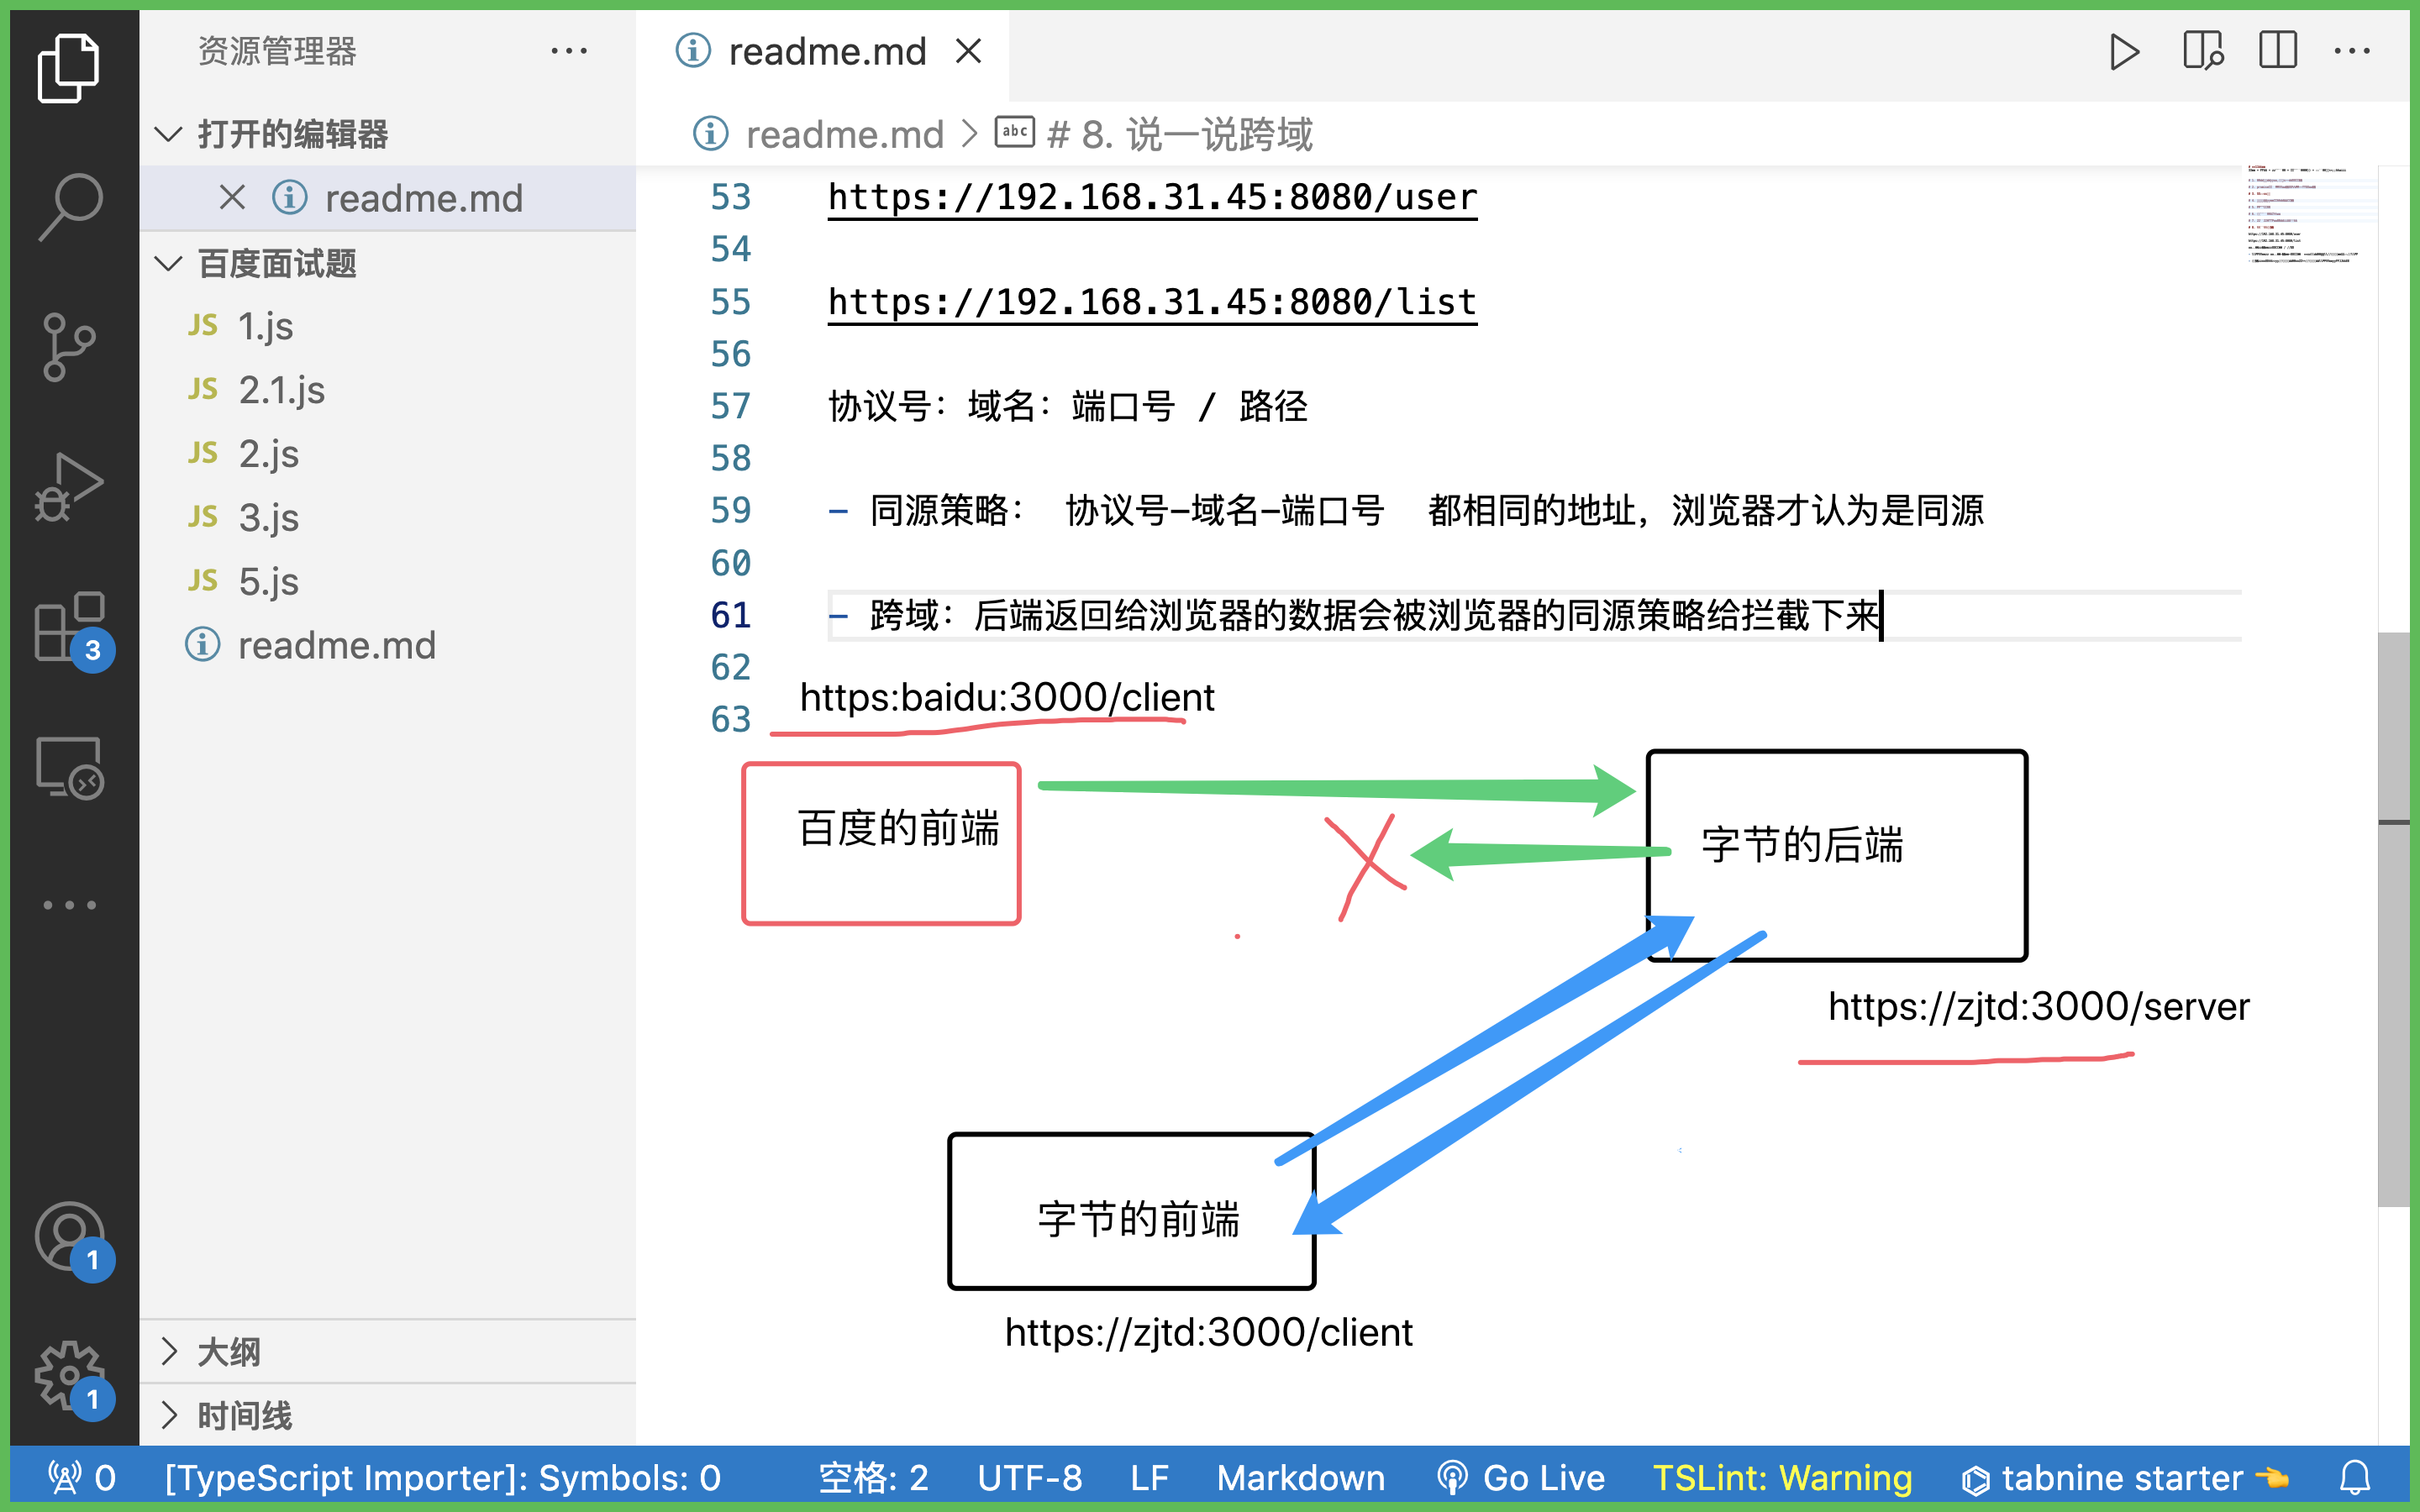 资源管理器
打开的编辑器
readme.md
百度面试题
JS 1.js
JS 2.1.js
JS 2.js
JS 3.js
JS 5.js
readme.md
大纲
时间线
3
1
1
readme.md
readme.md > abc # 8. 说一说跨域
53 https://192.168.31.45:8080/user
54
55 https://192.168.31.45:8080/list
56
57 协议号：域名：端口号 / 路径
58
59 - 同源策略： 协议号-域名-端口号 都相同的地址，浏览器才认为是同源
60
61 - 跨域：后端返回给浏览器的数据会被浏览器的同源策略给拦截下来
62
63
https:baidu:3000/client
百度的前端
字节的后端
https://zjtd:3000/server
字节的前端
https://zjtd:3000/client
0 [TypeScript Importer]: Symbols: 0 空格: 2 UTF-8 LF Markdown Go Live TSLint: Warning tabnine starter 👈